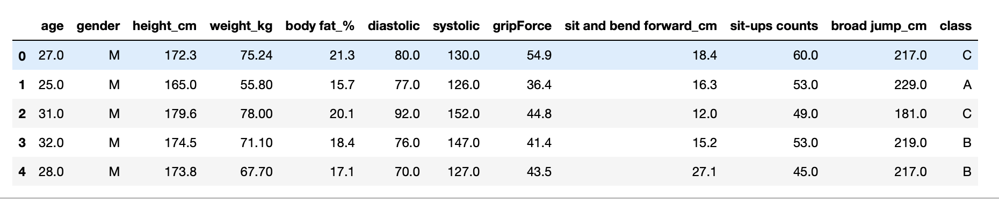 age gender height_cm weight_kg body fat_% diastolic systolic gripForce sit and bend forward_cm sit-ups counts broad jump_cm class
0 27.0 M 172.3 75.24 21.3 80.0 130.0 54.9 18.4 60.0 217.0 C
1 25.0 M 165.0 55.80 15.7 77.0 126.0 36.4 16.3 53.0 229.0 A
2 31.0 M 179.6 78.00 20.1 92.0 152.0 44.8 12.0 49.0 181.0 C
3 32.0 M 174.5 71.10 18.4 76.0 147.0 41.4 15.2 53.0 219.0 B
4 28.0 M 173.8 67.70 17.1 70.0 127.0 43.5 27.1 45.0 217.0 B